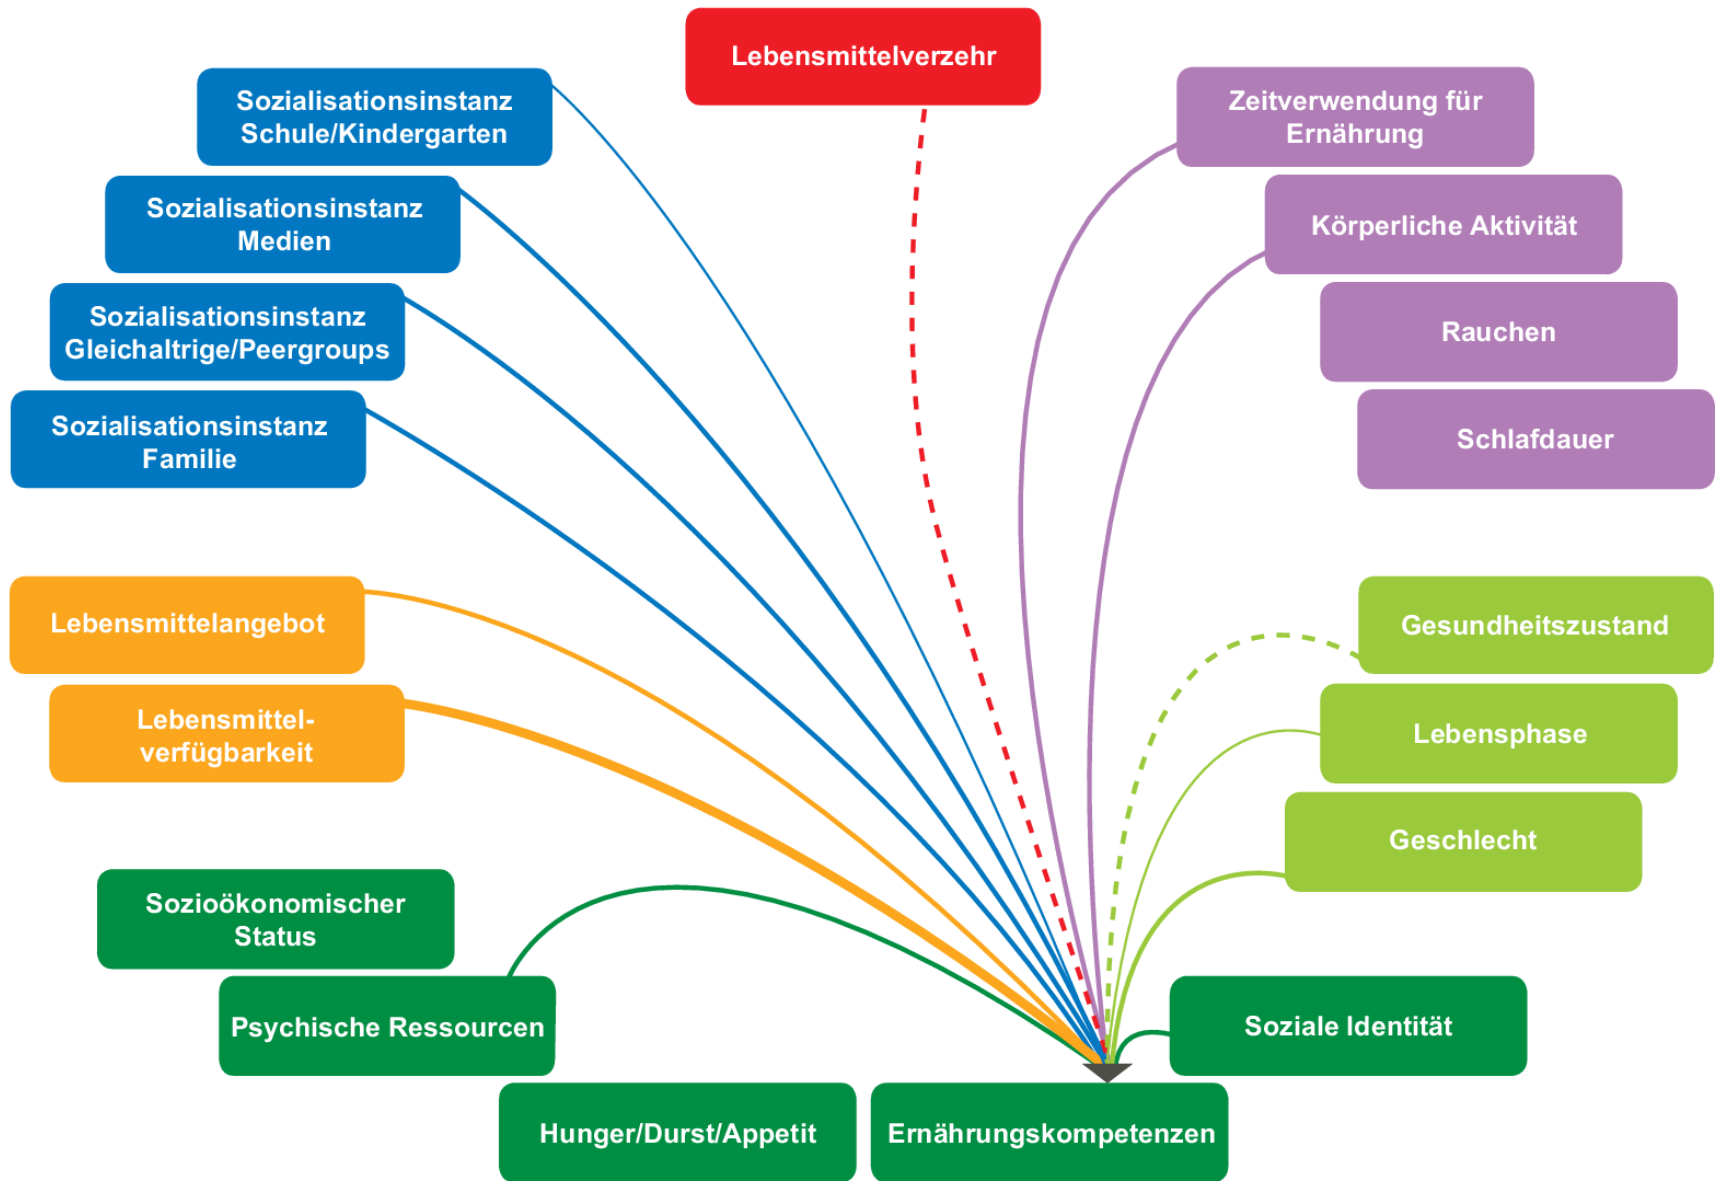 Lebensmittelverzehr
Sozialisationsinstanz
Schule/Kindergarten
Sozialisationsinstanz
Medien
Sozialisationsinstanz
Gleichaltrige/Peergroups
Sozialisationsinstanz
Familie
Lebensmittelangebot
Lebensmittel-
verfügbarkeit
Sozioökonomischer
Status
Psychische Ressourcen
Hunger/Durst/Appetit
Ernährungskompetenzen
Soziale Identität
Geschlecht
Lebensphase
Gesundheitszustand
Schlafdauer
Rauchen
Körperliche Aktivität
Zeitverwendung für
Ernährung